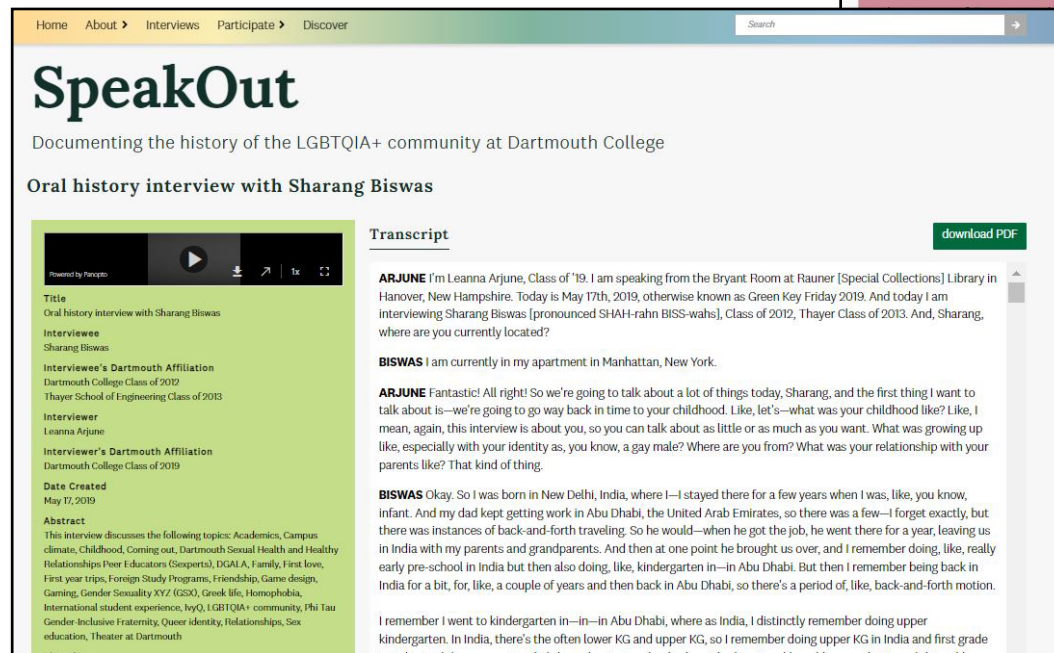 Home About > Interviews Participate > Discover
Search
SpeakOut
Documenting the history of the LGBTQIA+ community at Dartmouth College
Oral history interview with Sharang Biswas
Powered by Panopto
1x
Title
Oral history interview with Sharang Biswas
Interviewee
Sharang Biswas
Interviewee's Dartmouth Affiliation
Dartmouth College Class of 2012
Thayer School of Engineering Class of 2013
Interviewer
Leanna Arjune
Interviewer's Dartmouth Affiliation
Dartmouth College Class of 2019
Date Created
May 17, 2019
Abstract
This interview discusses the following topics: Academics, Campus
climate, Childhood, Coming out, Dartmouth Sexual Health and Healthy
Relationships Peer Educators (Sexperts), DGALA, Family, First love,
First year trips, Foreign Study Programs, Friendship, Game design,
Gaming, Gender Sexuality XYZ (GSX), Greek life, Homophobia,
International student experience, IvyQ, LGBTQIA+ community, Phi Tau
Gender-Inclusive Fraternity, Queer identity, Relationships, Sex
education, Theater at Dartmouth
Transcript
download PDF
ARJUNE I'm Leanna Arjune, Class of '19. I am speaking from the Bryant Room at Rauner [Special Collections] Library in
Hanover, New Hampshire. Today is May 17th, 2019, otherwise known as Green Key Friday 2019. And today I am
interviewing Sharang Biswas [pronounced SHAH-rahn BISS-wahs], Class of 2012, Thayer Class of 2013. And, Sharang,
where are you currently located?
BISWAS I am currently in my apartment in Manhattan, New York.
ARJUNE Fantastic! All right! So we're going to talk about a lot of things today, Sharang, and the first thing I want to
talk about is—we're going to go way back in time to your childhood. Like, let's—what was your childhood like? Like, I
mean, again, this interview is about you, so you can talk about as little or as much as you want. What was growing up
like, especially with your identity as, you know, a gay male? Where are you from? What was your relationship with your
parents like? That kind of thing.
BISWAS Okay. So I was born in New Delhi, India, where I—I stayed there for a few years when I was, like, you know,
infant. And my dad kept getting work in Abu Dhabi, the United Arab Emirates, so there was a few—I forget exactly, but
there was instances of back-and-forth traveling. So he would—when he got the job, he went there for a year, leaving us
in India with my parents and grandparents. And then at one point he brought us over, and I remember doing, like, really
early pre-school in India but then also doing, like, kindergarten in—in Abu Dhabi. But then I remember being back in
India for a bit, for, like, a couple of years and then back in Abu Dhabi, so there's a period of, like, back-and-forth motion.
I remember I went to kindergarten in—in—in Abu Dhabi, where as India, I distinctly remember doing upper
kindergarten. In India, there's the often lower KG and upper KG, so I remember doing upper KG in India and first grade